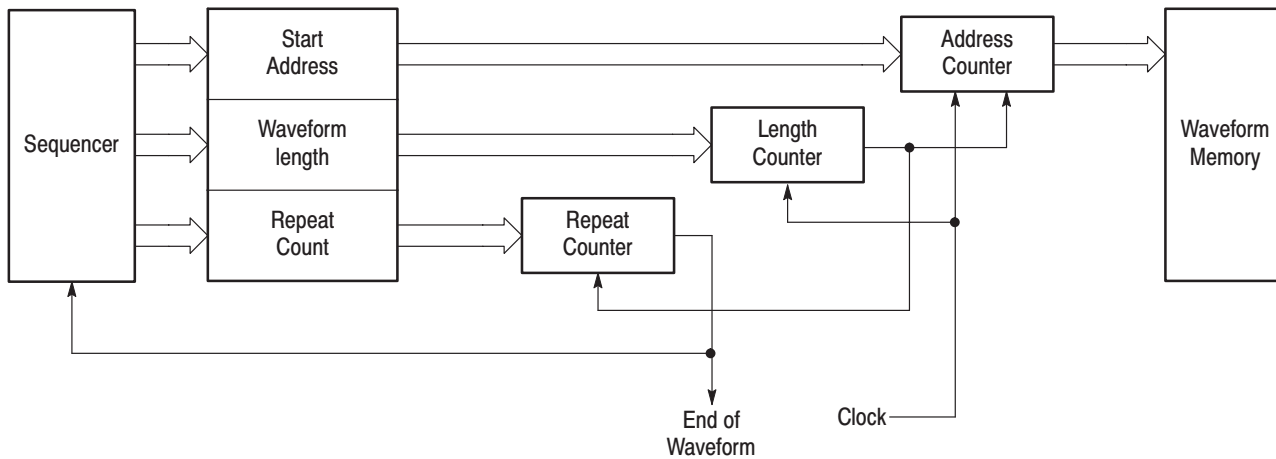 Sequencer
Start
Address
Waveform
length
Repeat
Count
Repeat
Counter
Length
Counter
Address
Counter
Waveform
Memory
End of
Waveform
Clock